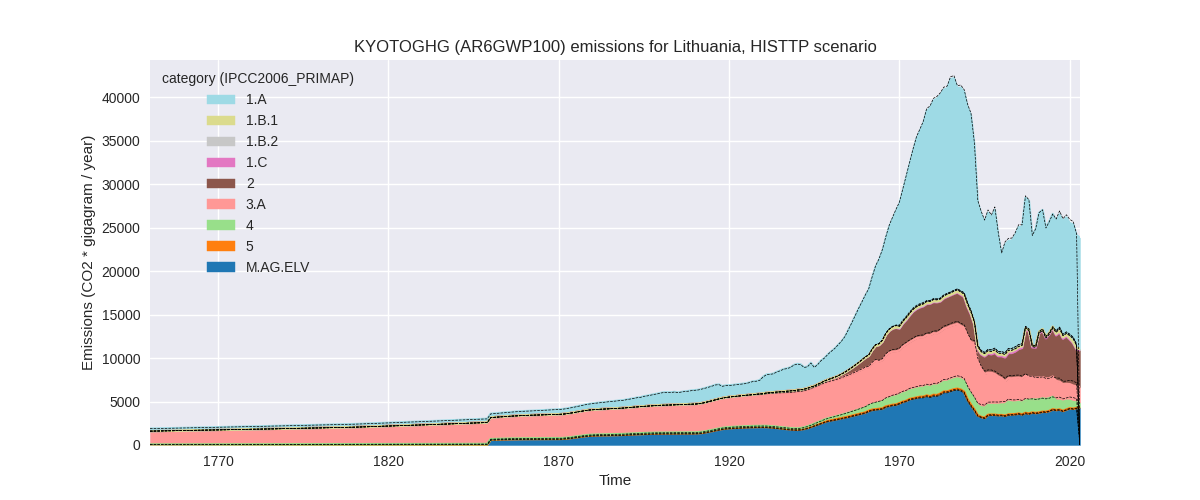 KYOTOGHG (AR6GWP100) emissions for Lithuania, HISTTP scenario
Emissions (CO2 * gigagram / year)
40000
35000
30000
25000
20000
15000
10000
5000
0
category (IPCC2006_PRIMAP)
1.A
1.B.1
1.B.2
1.C
2
3.A
4
5
M.AG.ELV
1770
1820
1870
1920
1970
2020
Time